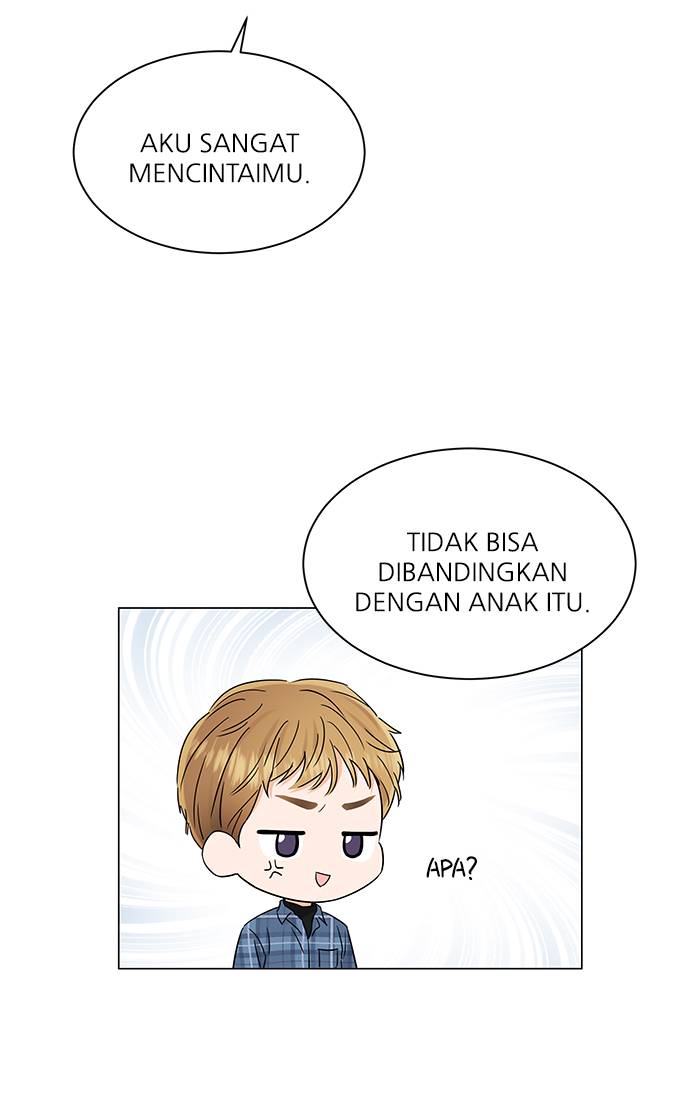 AKU SANGAT
MENCINTAIMU.
TIDAK BISA
DIBANDINGKAN
DENGAN ANAK ITU.
APA?